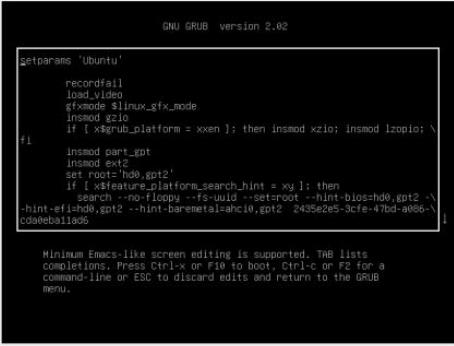 GNU GRUB version 2.02
setparams 'Ubuntu'
recordfail
load_video
gfxmode $linux_gfx_mode
insmod gzio
if [ x$grub_platform = xxen ]; then insmod xzio; insmod lzopio; \
fi
insmod part_gpt
insmod ext2
set root='hd0,gpt2'
if [ x$feature_platform_search_hint = xy ]; then
search --no-floppy --fs-uuid --set=root --hint-bios=hd0,gpt2 -\
-hint-efi=hd0,gpt2 --hint-baremetal=ahci0,gpt2 2435e2e5-3cfe-47bd-a086-\
cda0eba11ad6
Minimum Emacs-like screen editing is supported. TAB lists
completions. Press Ctrl-x or F10 to boot, Ctrl-c or F2 for a
command-line or ESC to discard edits and return to the GRUB
menu.